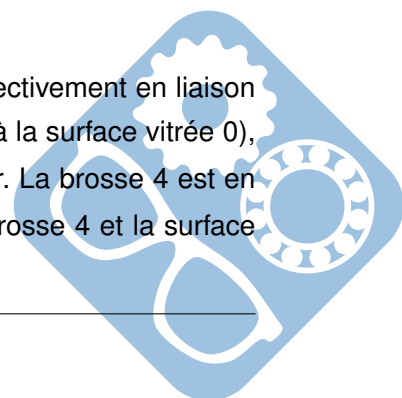 ectivement en liaison
à la surface vitrée 0),
r. La brosse 4 est en
rosse 4 et la surface